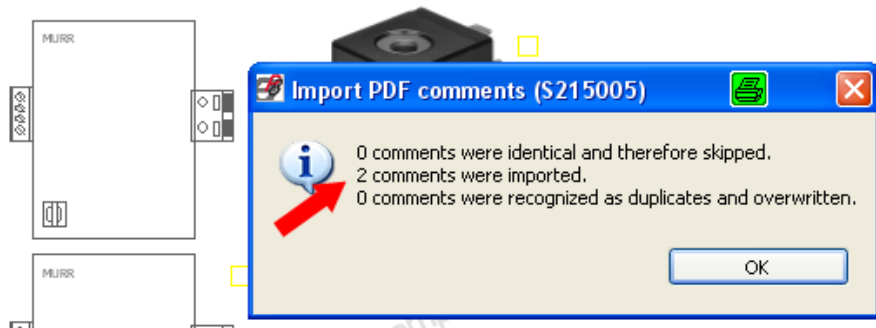 MURR
Import PDF comments (S215005)
0 comments were identical and therefore skipped.
2 comments were imported.
0 comments were recognized as duplicates and overwritten.
OK
MURR